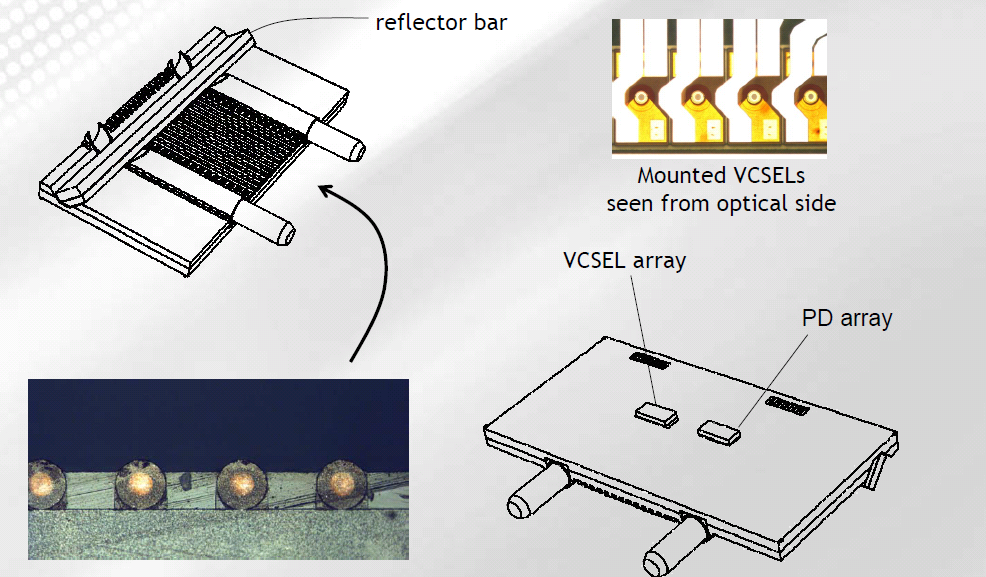 reflector bar
Mounted VCSELs
seen from optical side
VCSEL array
PD array